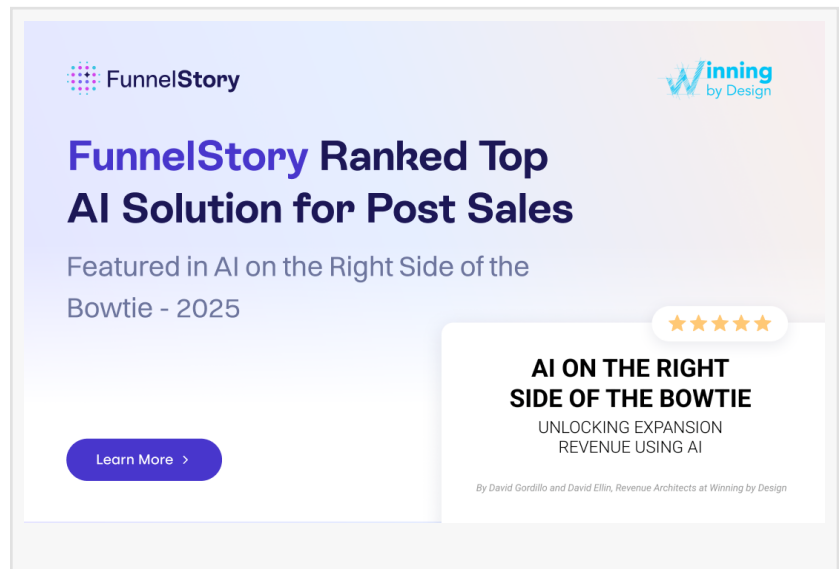 FunnelStory
Winning
by Design
FunnelStory Ranked Top
AI Solution for Post Sales
Featured in AI on the Right Side of the
Bowtie - 2025
AI ON THE RIGHT
SIDE OF THE BOWTIE
UNLOCKING EXPANSION
REVENUE USING AI
Learn More >
By David Gordillo and David Ellin, Revenue Architects at Winning by Design